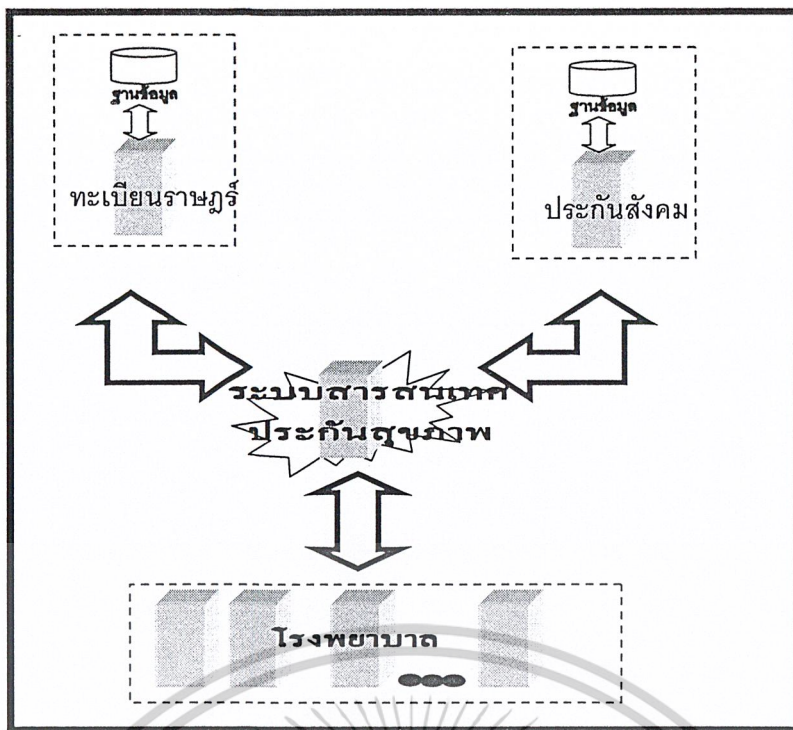 ฐานข้อมูล
ทะเบียนราษฎร์
ฐานข้อมูล
ประกันสังคม
ระบบสารสนเทศ
ประกันสุขภาพ
โรงพยาบาล